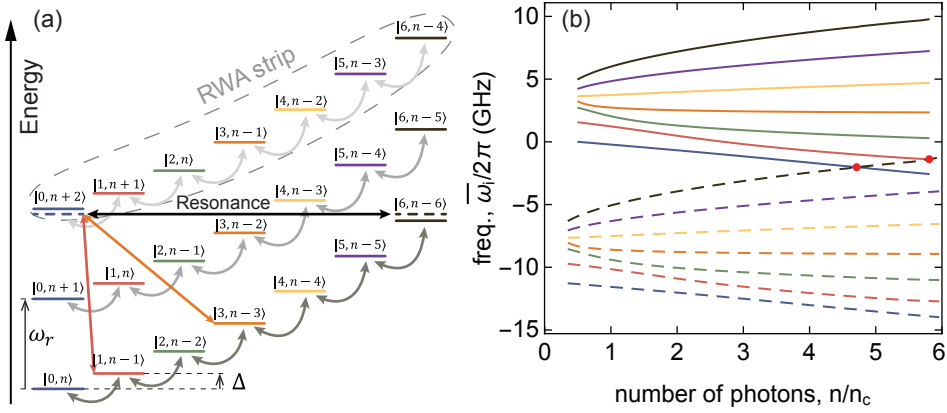 (a)
Energy
RWA strip
|6, n−4⟩
|5, n−3⟩
|4, n−2⟩
|3, n−1⟩
|2, n⟩
|1, n+1⟩
|0, n+2⟩
Resonance
|6, n−5⟩
|5, n−4⟩
|4, n−3⟩
|3, n−2⟩
|2, n−1⟩
|1, n⟩
|0, n+1⟩
|6, n−6⟩
|5, n−5⟩
|4, n−4⟩
|3, n−3⟩
|2, n−2⟩
|1, n−1⟩
|0, n⟩
ω_r
Δ
(b)
freq., ω̅_i/2π (GHz)
10
5
0
−5
−10
−15
0 1 2 3 4 5 6
number of photons, n/n_c